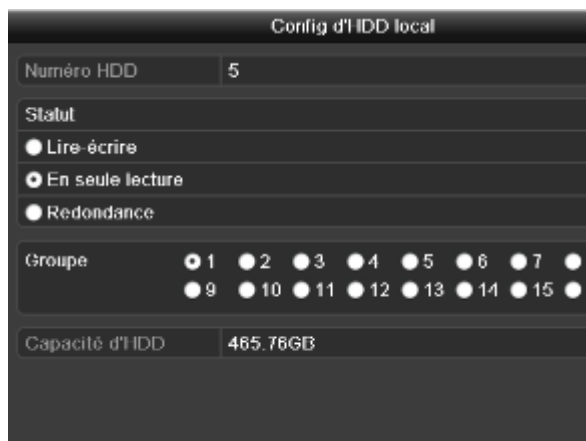 Config d'HDD local
Numéro HDD 5
Statut
Lire-écrire
En seule lecture
Redondance
Groupe 1 2 3 4 5 6 7
9 10 11 12 13 14 15
Capacité d'HDD 465.76GB